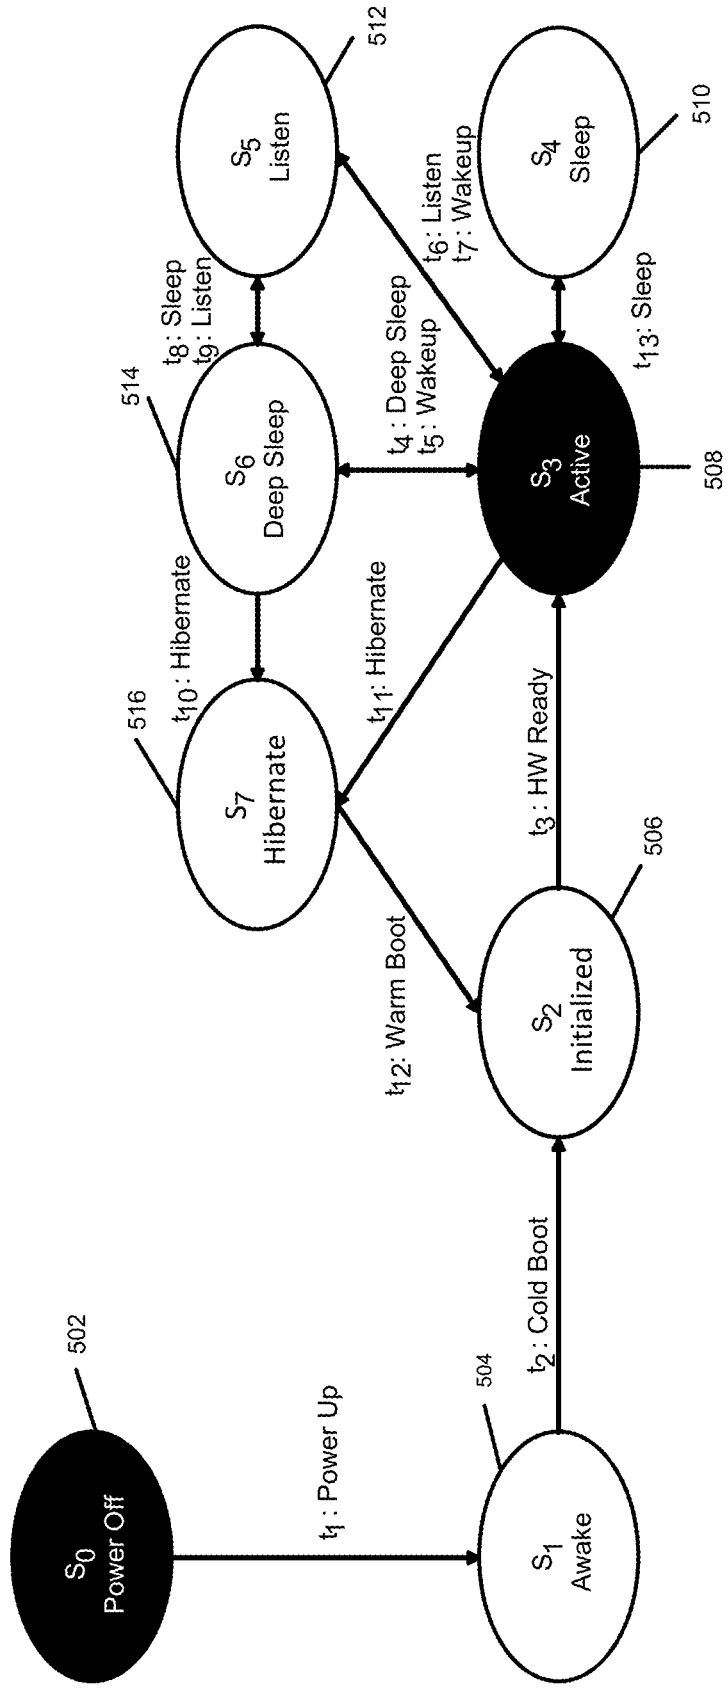 S0
Power Off
502
t1: Power Up
S1
Awake
504
t2: Cold Boot
S2
Initialized
506
t3: HW Ready
S3
Active
508
t13: Sleep
S4
Sleep
510
t6: Listen
t7: Wakeup
t4: Deep Sleep
t5: Wakeup
S5
Listen
512
t8: Sleep
t9: Listen
S6
Deep Sleep
514
t10: Hibernate
S7
Hibernate
516
t11: Hibernate
t12: Warm Boot